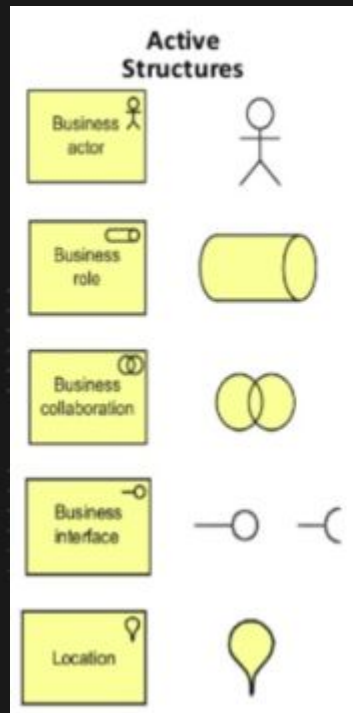 Active
Structures
Business
actor
Business
role
Business
collaboration
Business
interface
Location